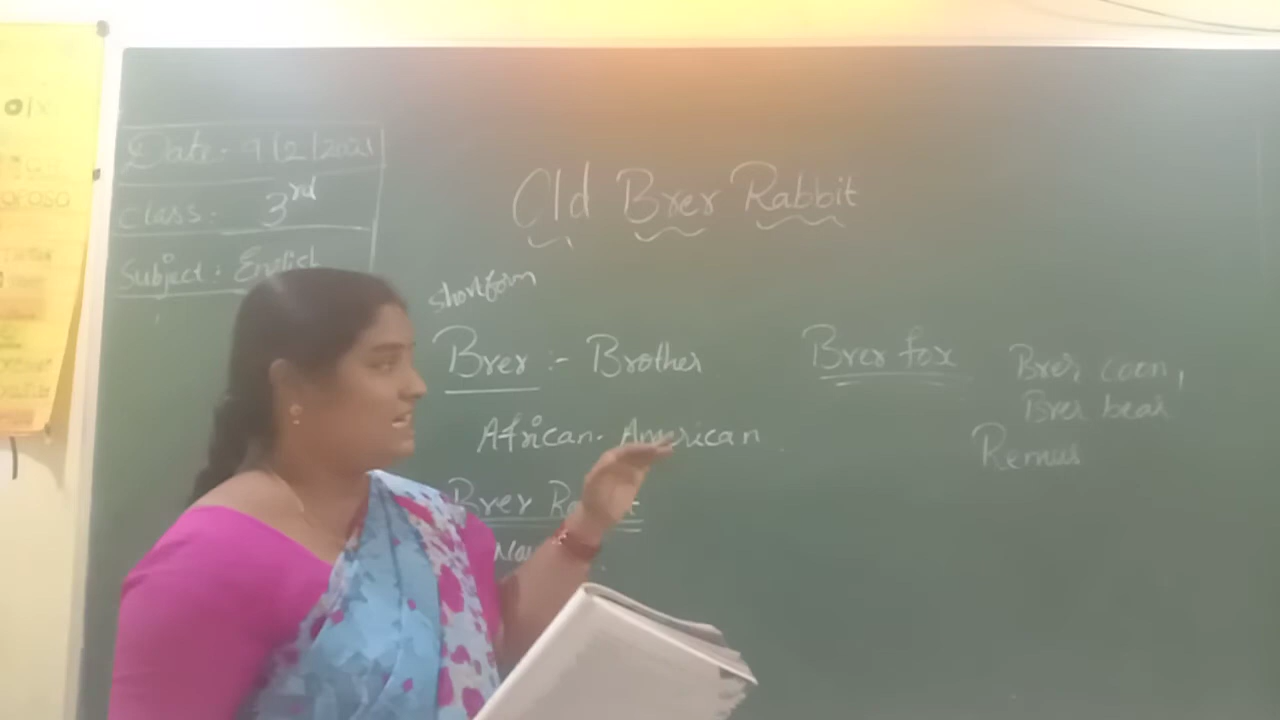 Date:- 9/2/2021
Class: 3rd
Subject: English
Old Brer Rabbit
shortform
Brer :- Brother
African- American
Brer
Brer fox
Brer coon,
Brer bear
Remus